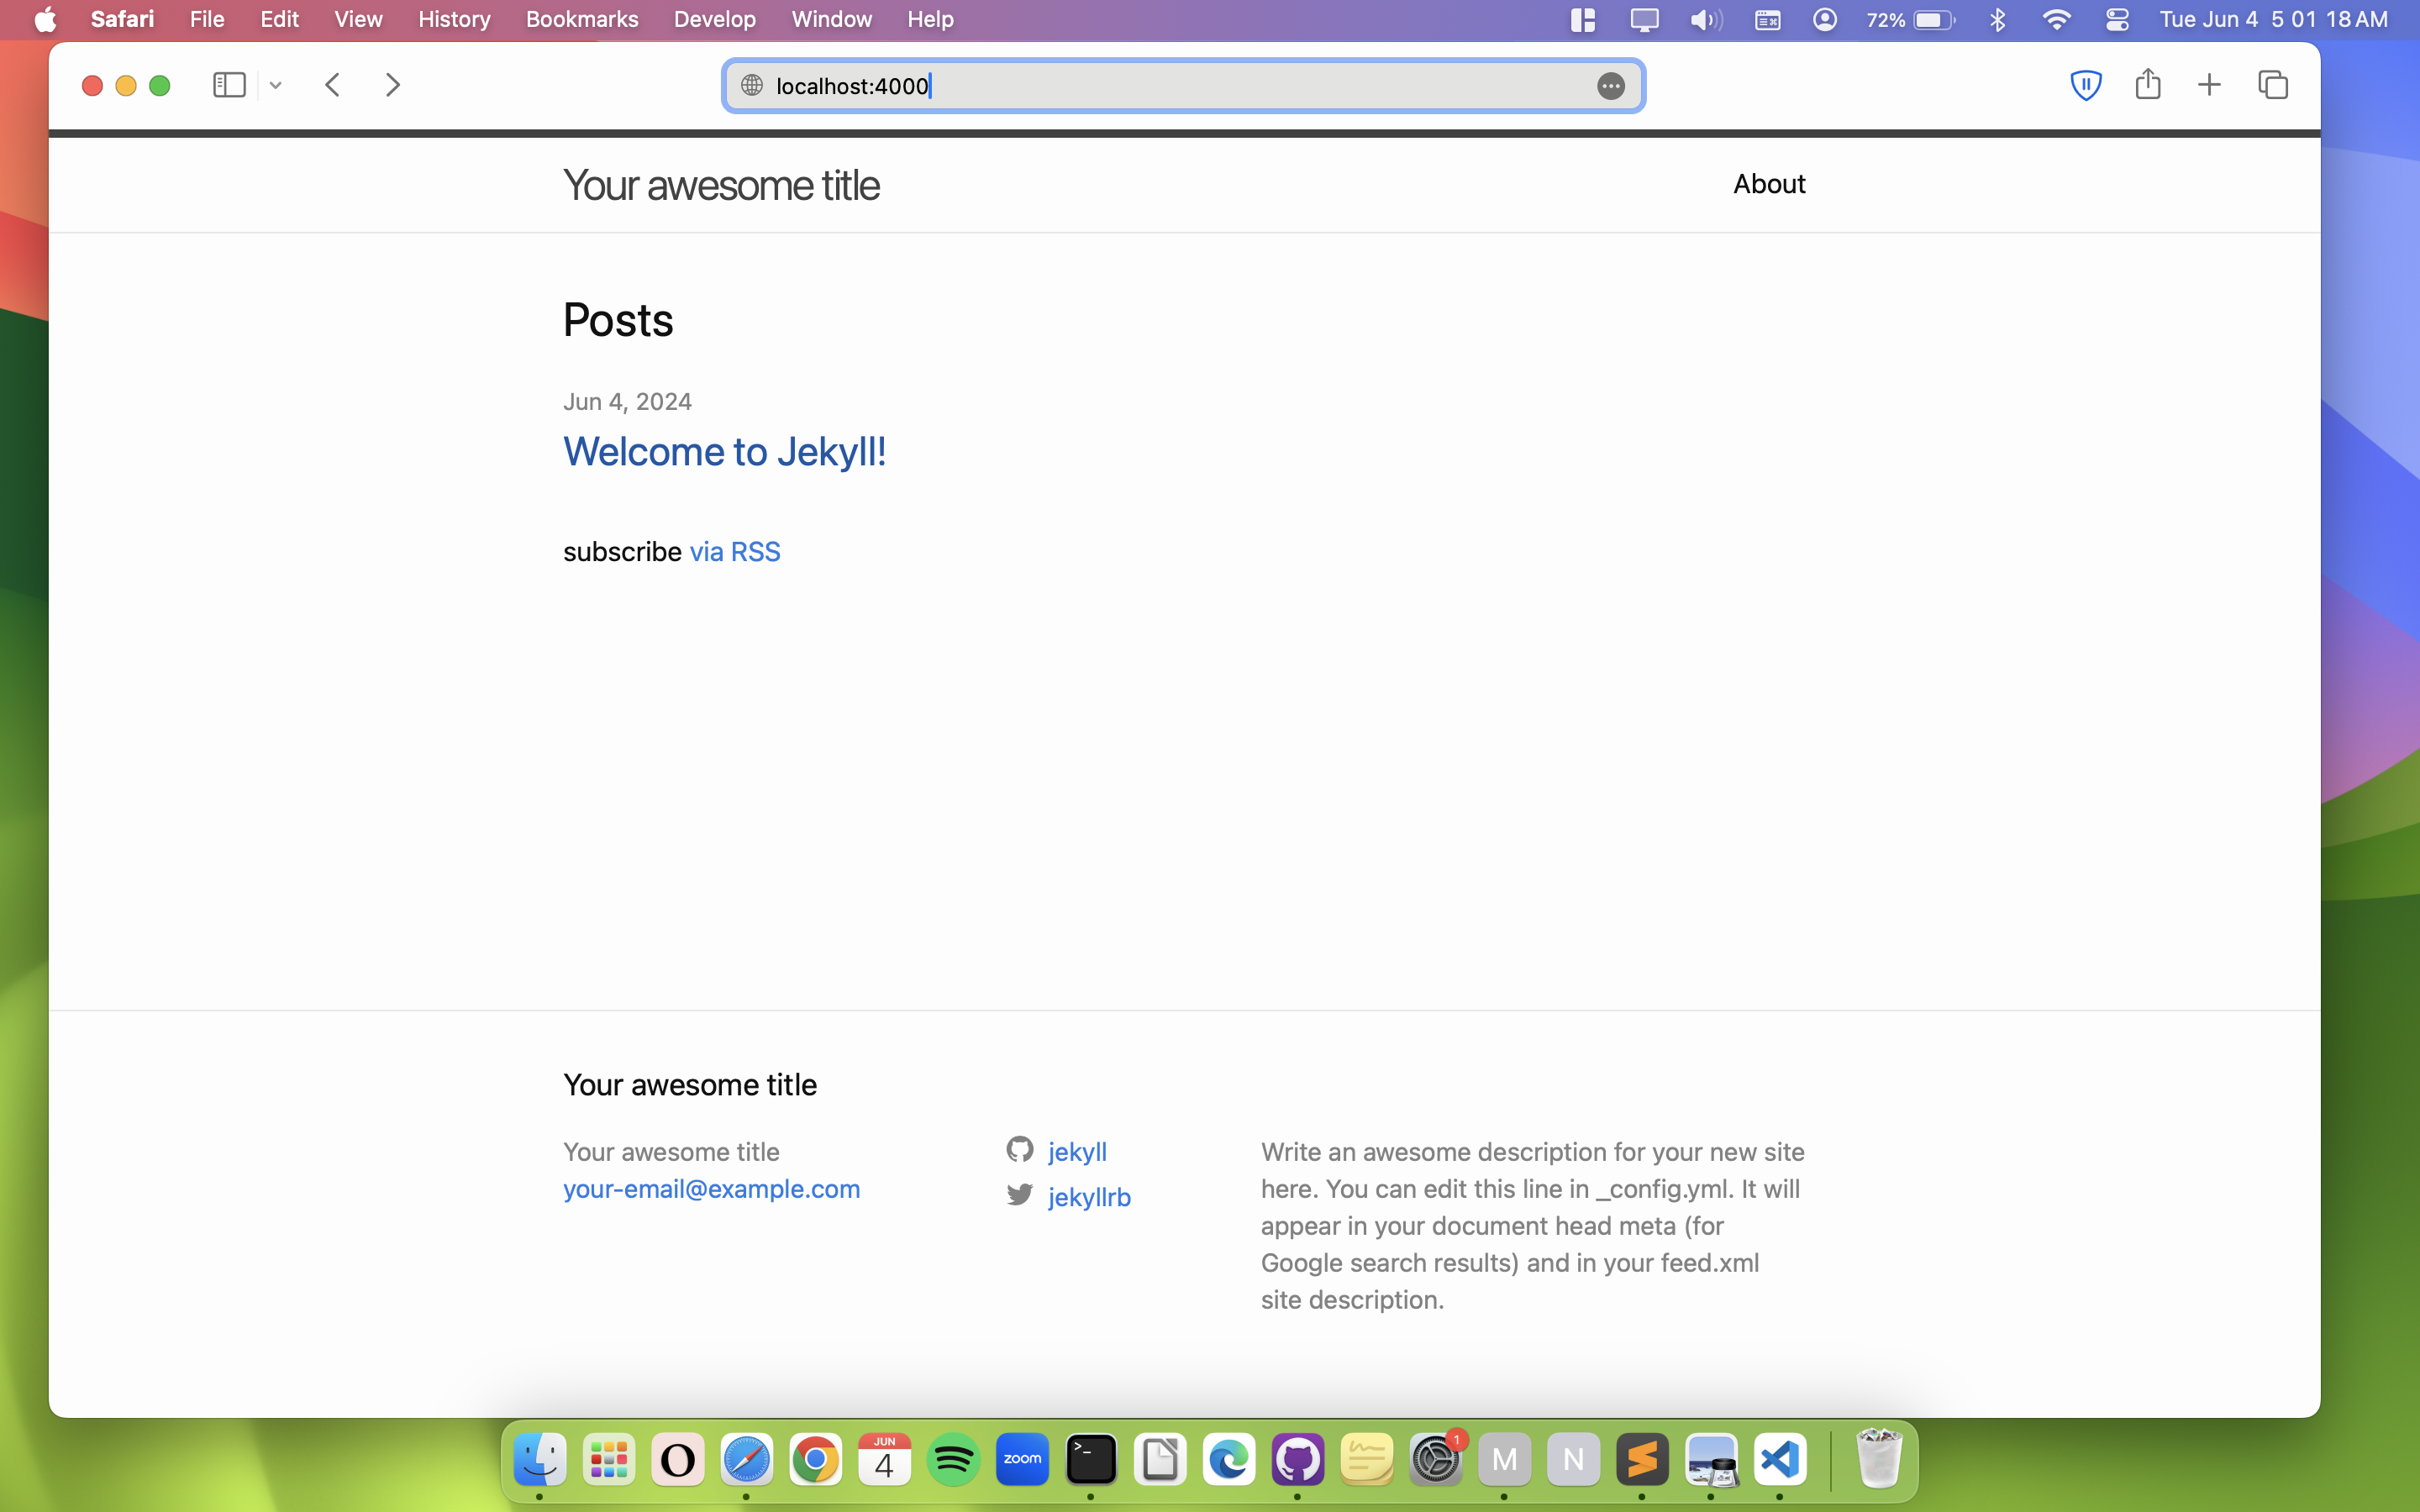 Safari File Edit View History Bookmarks Develop Window Help 72% Tue Jun 4 5 01 18 AM
localhost:4000
Your awesome title About
Posts
Jun 4, 2024
Welcome to Jekyll!
subscribe via RSS
Your awesome title
Your awesome title
your-email@example.com
jekyll
jekyllrb
Write an awesome description for your new site
here. You can edit this line in _config.yml. It will
appear in your document head meta (for
Google search results) and in your feed.xml
site description.
O
JUN
4
zoom
>_
1
M
N